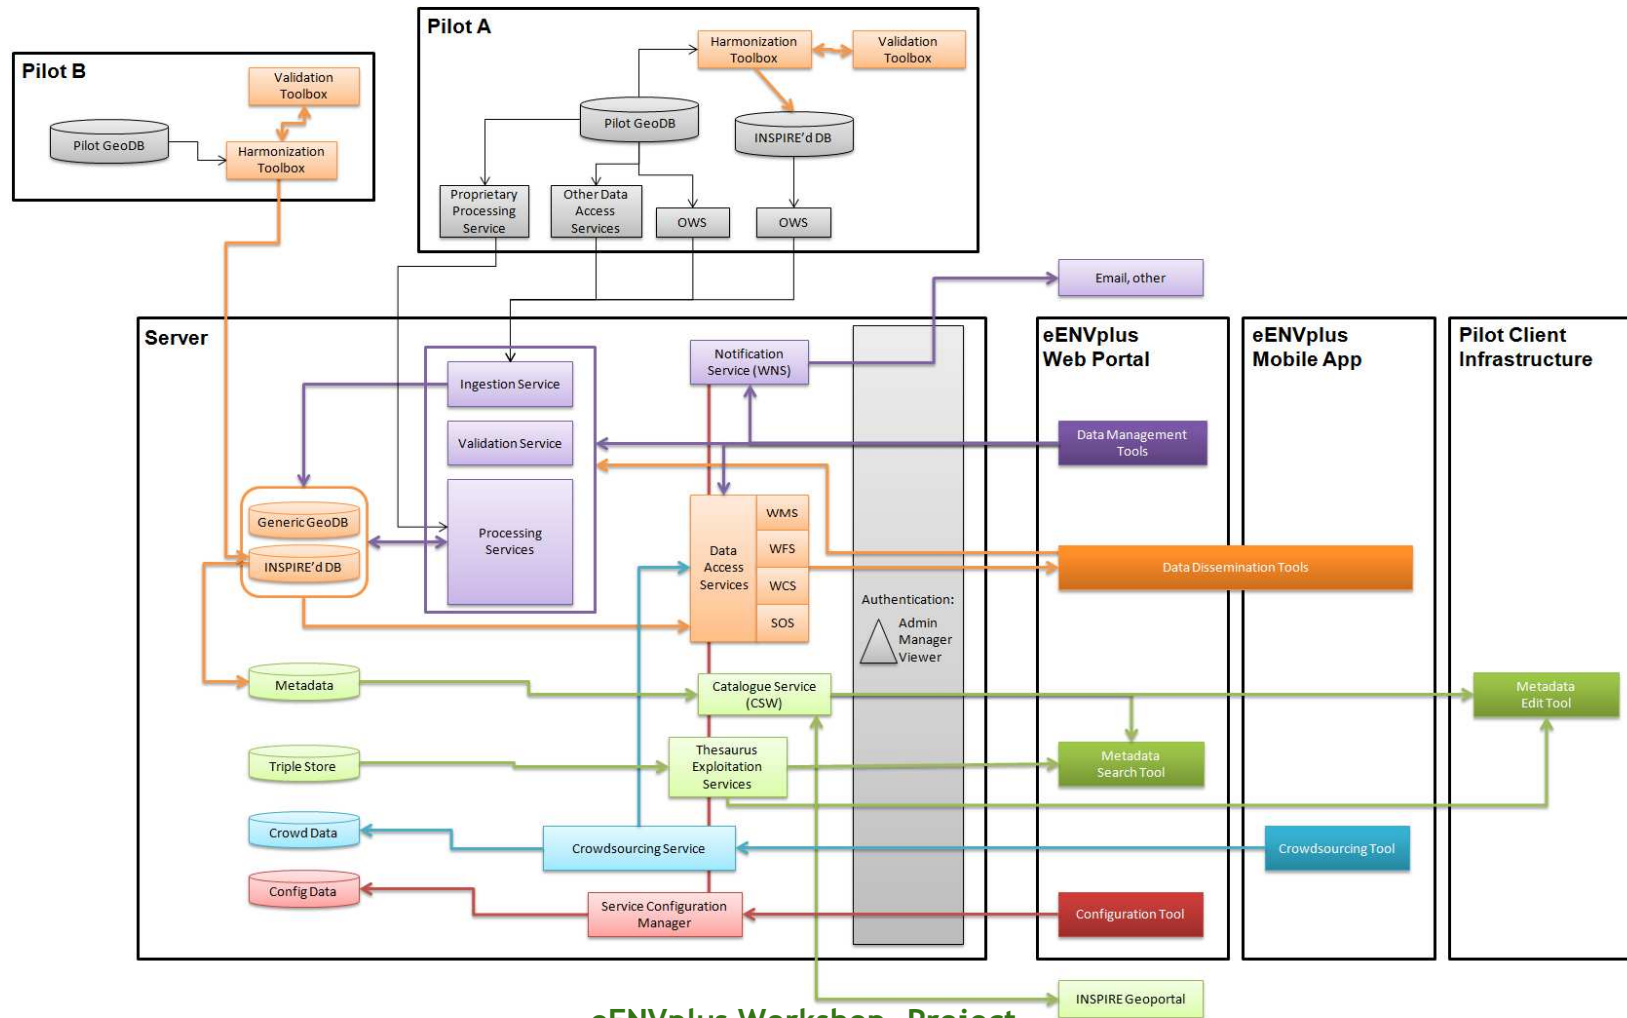 Pilot A
Harmonization
Toolbox
Validation
Toolbox
Pilot GeoDB
INSPIRE'd DB
Proprietary
Processing
Service
Other Data
Access
Services
OWS
OWS
Pilot B
Validation
Toolbox
Pilot GeoDB
Harmonization
Toolbox
Email, other
Server
Notification
Service (WNS)
Ingestion Service
Validation Service
Processing
Services
Generic GeoDB
INSPIRE'd DB
Data
Access
Services
WMS
WFS
WCS
SOS
Authentication:
Admin
Manager
Viewer
Metadata
Catalogue Service
(CSW)
Triple Store
Thesaurus
Exploitation
Services
Crowd Data
Crowdsourcing Service
Config Data
Service Configuration
Manager
eENVplus
Web Portal
Data Management
Tools
Data Dissemination Tools
Metadata
Search Tool
Configuration Tool
eENVplus
Mobile App
Crowdsourcing Tool
Pilot Client
Infrastructure
Metadata
Edit Tool
INSPIRE Geoportal
eENVplus Workshop Project